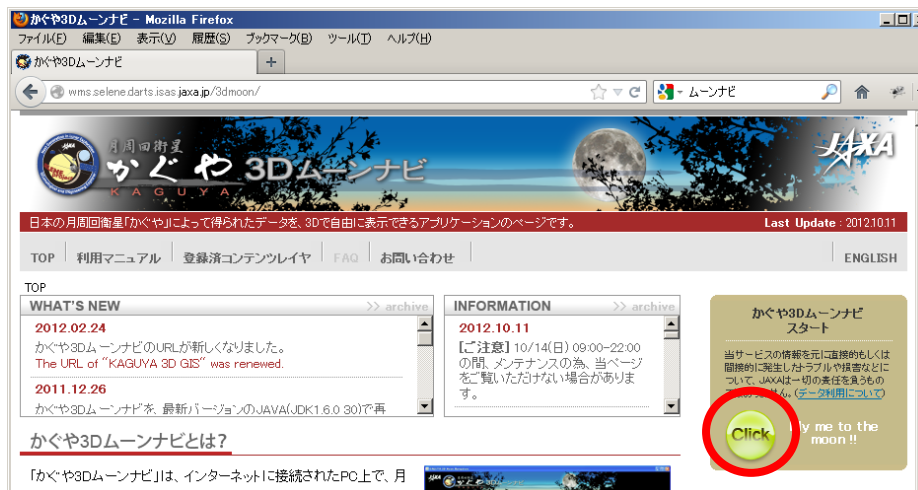 かぐや3Dムーンナビ - Mozilla Firefox
ファイル(F) 編集(E) 表示(V) 履歴(S) ブックマーク(B) ツール(T) ヘルプ(H)
かぐや3Dムーンナビ
wms.selene.darts.isas.jaxa.jp/3dmoon/
ムーンナビ
月周回衛星
かぐや 3Dムーンナビ
KAGUYA
JAXA
日本の月周回衛星「かぐや」によって得られたデータを、3Dで自由に表示できるアプリケーションのページです。
Last Update : 2012.10.11
TOP 利用マニュアル 登録済コンテンツレイヤ FAQ お問い合わせ ENGLISH
TOP
WHAT'S NEW >> archive
2012.02.24
かぐや3DムーンナビのURLが新しくなりました。
The URL of "KAGUYA 3D GIS" was renewed.
2011.12.26
かぐや3Dムーンナビを、最新バージョンのJAVA(JDK1.6.0 30)で再
INFORMATION >> archive
2012.10.11
【ご注意】10/14(日) 09:00-22:00
の間、メンテナンスの為、当ページ
をご覧いただけない場合がありま
す。
かぐや3Dムーンナビ
スタート
当サービスの情報を元に直接的もしくは
間接的に発生したトラブルや損害などに
ついて、JAXAは一切の責任を負うもの
ん。(データ利用について)
Click
me to the
moon !!
かぐや3Dムーンナビとは?
「かぐや3Dムーンナビ」は、インターネットに接続されたPC上で、月